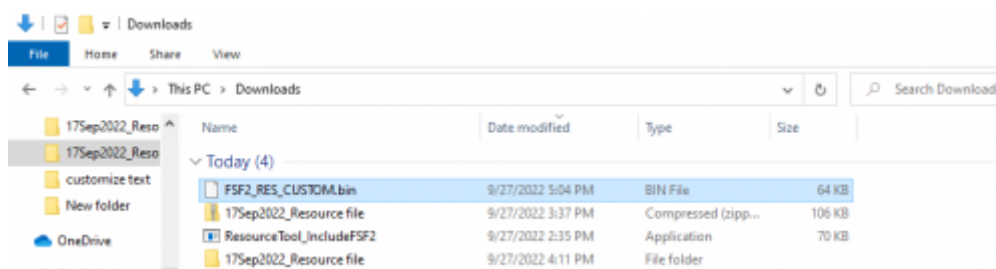 Downloads
File Home Share View
This PC > Downloads Search Download
Name Date modified Type Size
17Sep2022_Reso
17Sep2022_Reso
customize text
New folder
OneDrive
Today (4)
FSF2_RES_CUSTOM.bin 9/27/2022 5:04 PM BIN File 64 KB
17Sep2022_Resource file 9/27/2022 3:37 PM Compressed (zipp... 106 KB
ResourceTool_IncludeFSF2 9/27/2022 2:35 PM Application 70 KB
17Sep2022_Resource file 9/27/2022 4:11 PM File folder